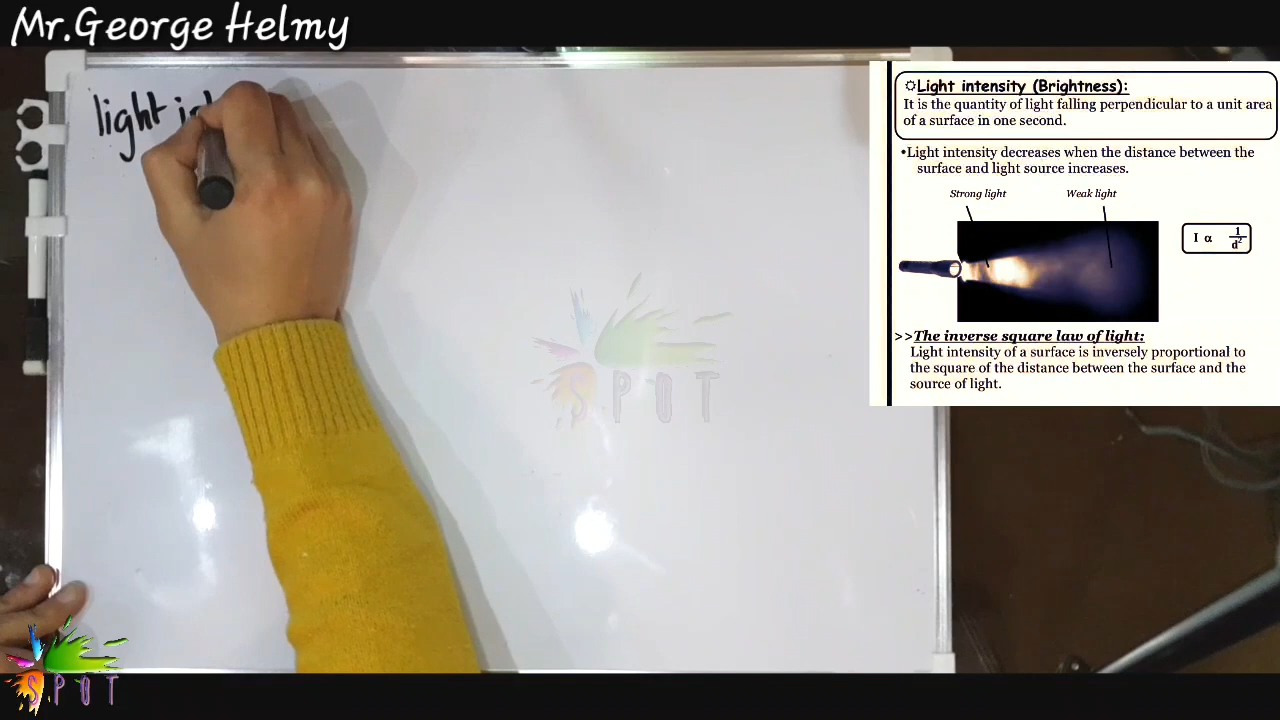 Mr.George Helmy
light
Light intensity (Brightness):
It is the quantity of light falling perpendicular to a unit area
of a surface in one second.
•Light intensity decreases when the distance between the
surface and light source increases.
Strong light
Weak light
I α 1/d²
>>The inverse square law of light:
Light intensity of a surface is inversely proportional to
the square of the distance between the surface and the
source of light.
SPOT
SPOT